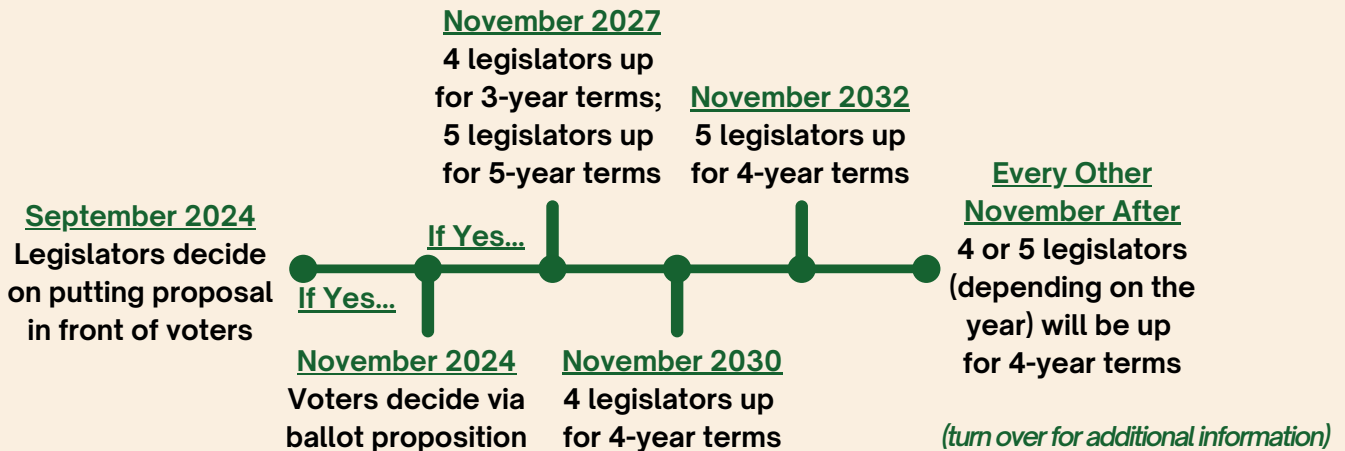 September 2024
Legislators decide
on putting proposal
in front of voters
If Yes...
November 2024
Voters decide via
ballot proposition
If Yes...
November 2027
4 legislators up
for 3-year terms;
5 legislators up
for 5-year terms
November 2030
4 legislators up
for 4-year terms
November 2032
5 legislators up
for 4-year terms
Every Other
November After
4 or 5 legislators
(depending on the
year) will be up
for 4-year terms
(turn over for additional information)